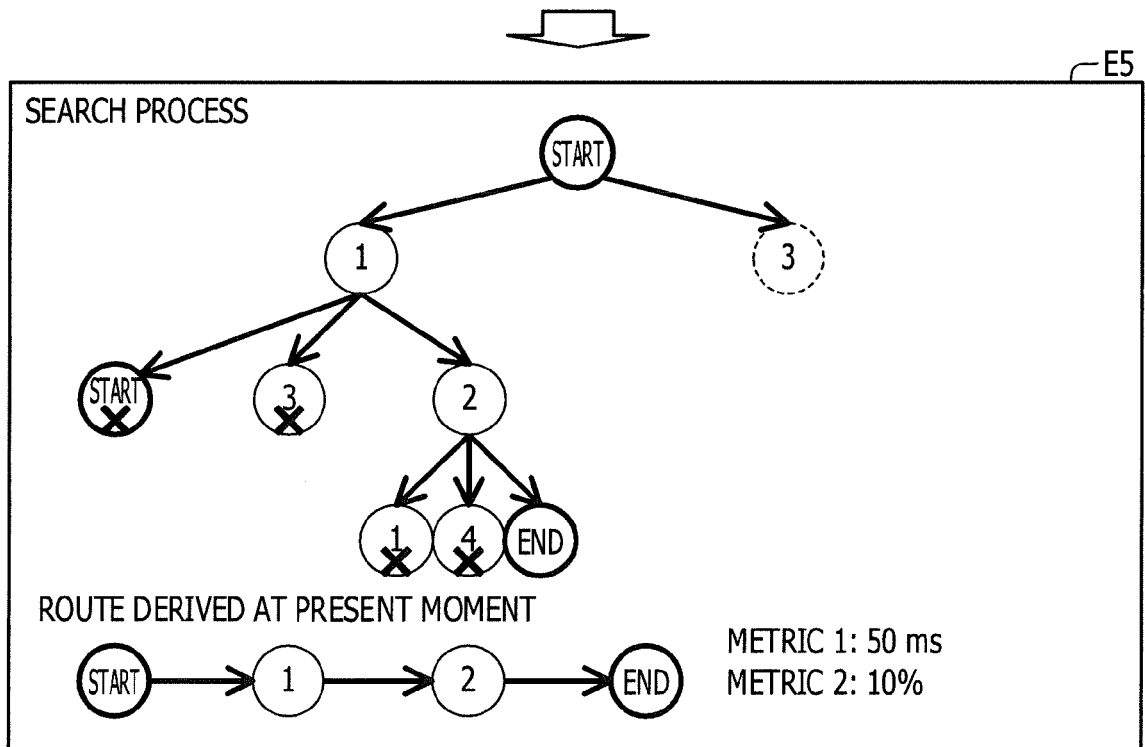 E5
SEARCH PROCESS
START
1
3
START
3
2
1
4
END
ROUTE DERIVED AT PRESENT MOMENT
START
1
2
END
METRIC 1: 50 ms
METRIC 2: 10%